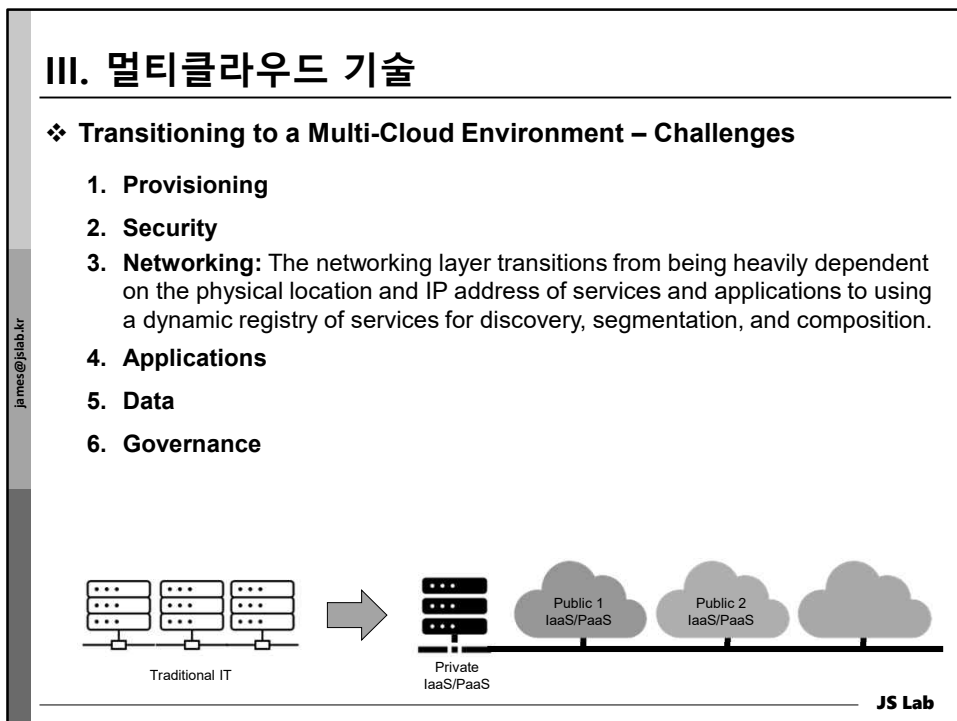 III. 멀티클라우드 기술
❖ Transitioning to a Multi-Cloud Environment – Challenges
1. Provisioning
2. Security
3. Networking: The networking layer transitions from being heavily dependent
on the physical location and IP address of services and applications to using
a dynamic registry of services for discovery, segmentation, and composition.
4. Applications
5. Data
6. Governance
james@jslab.kr
Traditional IT
Private
IaaS/PaaS
Public 1
IaaS/PaaS
Public 2
IaaS/PaaS
JS Lab